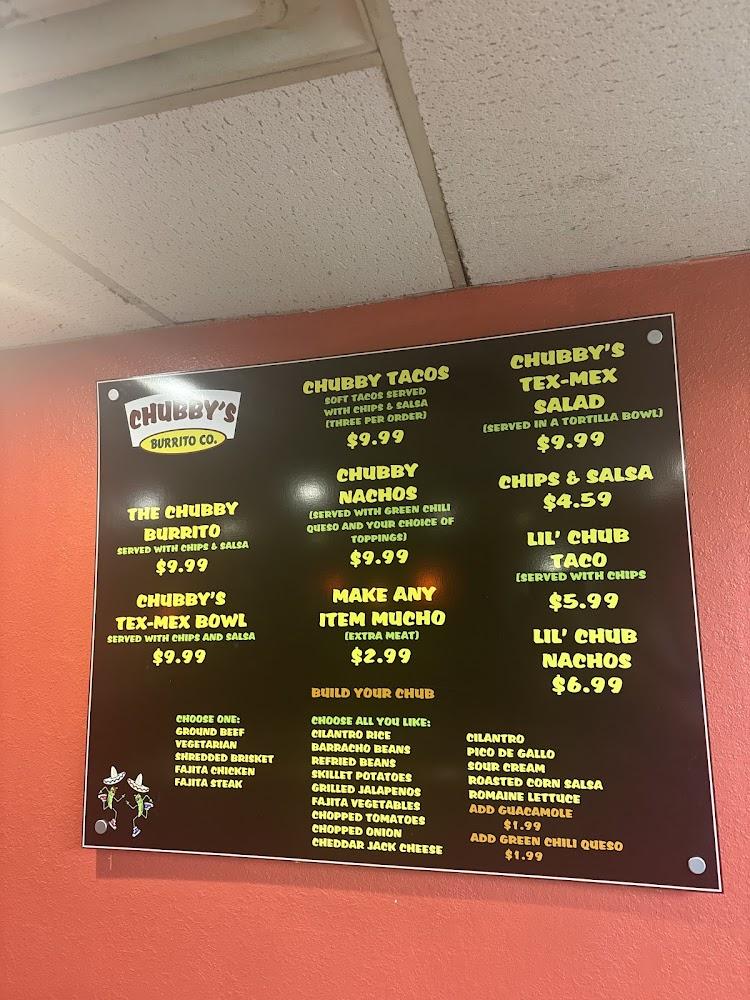 CHUBBY'S
BURRITO CO.
THE CHUBBY
BURRITO
SERVED WITH CHIPS & SALSA
$9.99
CHUBBY'S
TEX-MEX BOWL
SERVED WITH CHIPS AND SALSA
$9.99
CHUBBY TACOS
SOFT TACOS SERVED
WITH CHIPS & SALSA
(THREE PER ORDER)
$9.99
CHUBBY
NACHOS
(SERVED WITH GREEN CHILI
QUESO AND YOUR CHOICE OF
TOPPINGS)
$9.99
MAKE ANY
ITEM MUCHO
(EXTRA MEAT)
$2.99
CHUBBY'S
TEX-MEX
SALAD
(SERVED IN A TORTILLA BOWL)
$9.99
CHIPS & SALSA
$4.59
LIL' CHUB
TACO
(SERVED WITH CHIPS
$5.99
LIL' CHUB
NACHOS
$6.99
BUILD YOUR CHUB
CHOOSE ONE:
GROUND BEEF
VEGETARIAN
SHREDDED BRISKET
FAJITA CHICKEN
FAJITA STEAK
CHOOSE ALL YOU LIKE:
CILANTRO RICE
BARRACHO BEANS
REFRIED BEANS
SKILLET POTATOES
GRILLED JALAPENOS
FAJITA VEGETABLES
CHOPPED TOMATOES
CHOPPED ONION
CHEDDAR JACK CHEESE
CILANTRO
PICO DE GALLO
SOUR CREAM
ROASTED CORN SALSA
ROMAINE LETTUCE
ADD GUACAMOLE
$1.99
ADD GREEN CHILI QUESO
$1.99